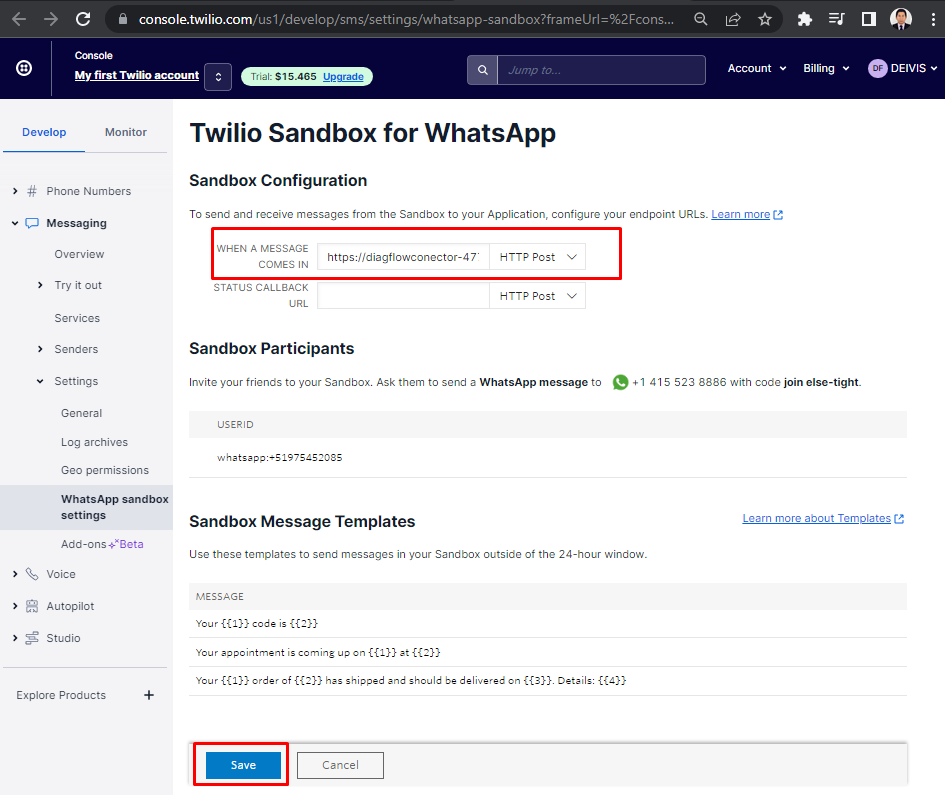 console.twilio.com/us1/develop/sms/settings/whatsapp-sandbox?frameUrl=%2Fcons...
Console
My first Twilio account
Trial: $15.465 Upgrade
Jump to...
Account
Billing
DF DEIVIS
Develop
Monitor
Phone Numbers
Messaging
Overview
Try it out
Services
Senders
Settings
General
Log archives
Geo permissions
WhatsApp sandbox
settings
Add-ons Beta
Voice
Autopilot
Studio
Explore Products +
Twilio Sandbox for WhatsApp
Sandbox Configuration
To send and receive messages from the Sandbox to your Application, configure your endpoint URLs. Learn more
WHEN A MESSAGE
COMES IN
https://diagflowconector-47
HTTP Post
STATUS CALLBACK
URL
HTTP Post
Sandbox Participants
Invite your friends to your Sandbox. Ask them to send a WhatsApp message to +1 415 523 8886 with code join else-tight.
USERID
whatsapp:+51975452085
Sandbox Message Templates
Learn more about Templates
Use these templates to send messages in your Sandbox outside of the 24-hour window.
MESSAGE
Your {{1}} code is {{2}}
Your appointment is coming up on {{1}} at {{2}}
Your {{1}} order of {{2}} has shipped and should be delivered on {{3}}. Details: {{4}}
Save
Cancel